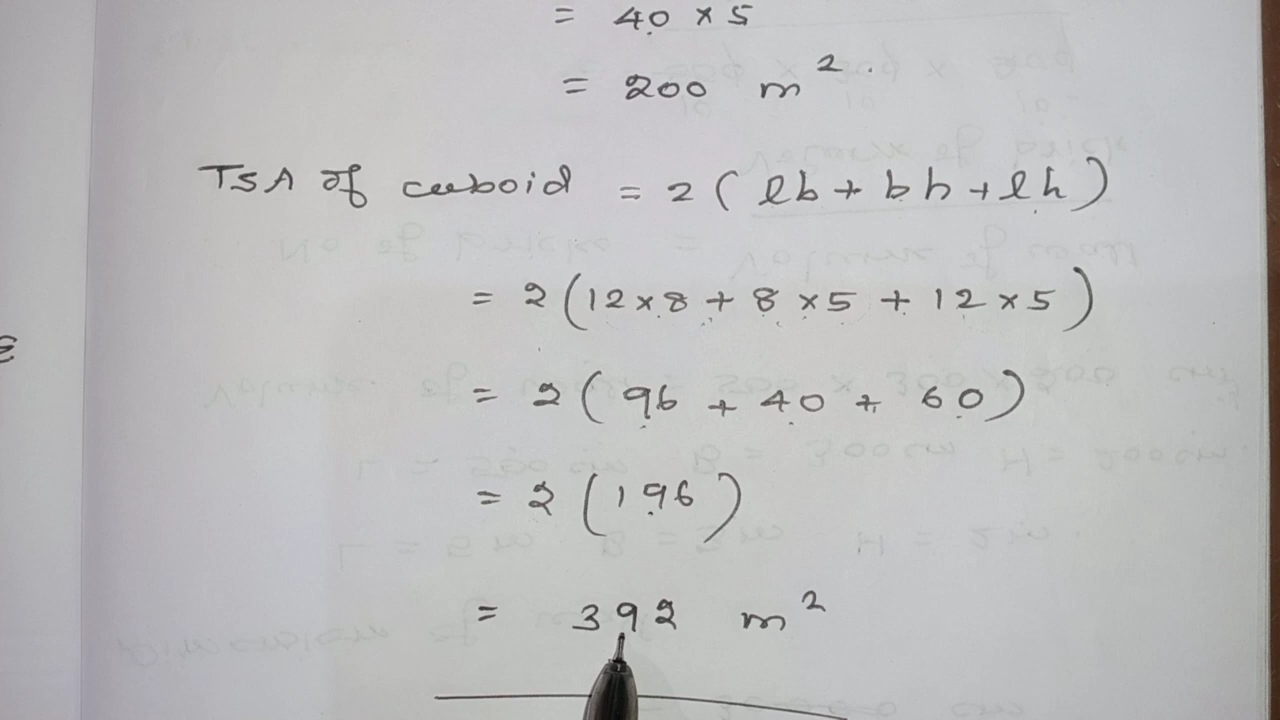 = 40 × 5
= 200 m².
TSA of cuboid = 2 ( lb + bh + lh )
= 2 ( 12 × 8 + 8 × 5 + 12 × 5 )
= 2 ( 96 + 40 + 60 )
= 2 ( 196 )
= 392 m²